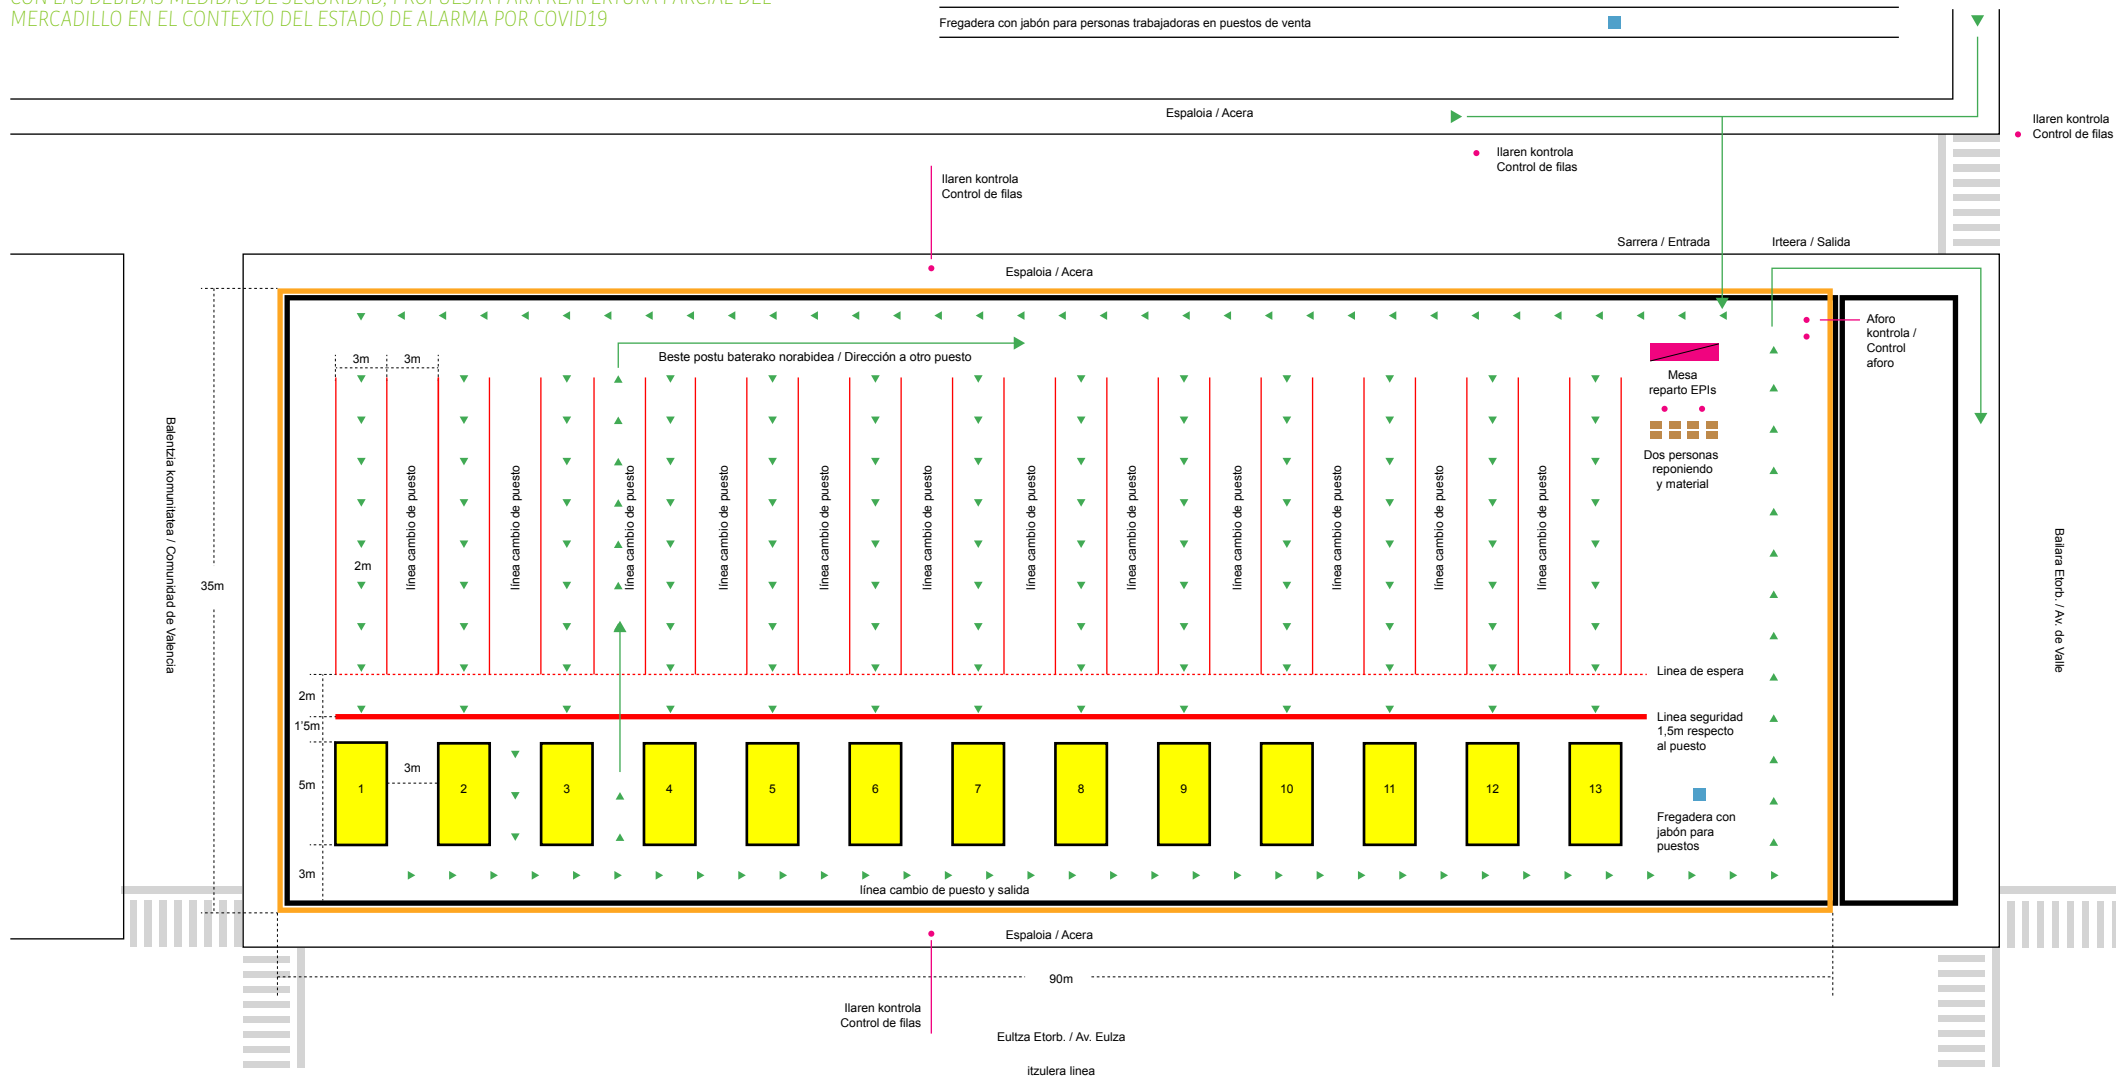 CON LAS DEBIDAS MEDIDAS DE SEGURIDAD, PROPUESTA PARA REAPERTURA PARCIAL DEL
MERCADILLO EN EL CONTEXTO DEL ESTADO DE ALARMA POR COVID19
Fregadera con jabón para personas trabajadoras en puestos de venta
Espaloia / Acera
Ilaren kontrola
Control de filas
Ilaren kontrola
Control de filas
Ilaren kontrola
Control de filas
Sarrera / Entrada
Irteera / Salida
Espaloia / Acera
Aforo
kontrola /
Control
aforo
3m
3m
Beste postu baterako norabidea / Dirección a otro puesto
Mesa
reparto EPIs
Dos personas
reponiendo
y material
Balentzia komunitatea / Comunidad de Valencia
35m
2m
línea cambio de puesto
línea cambio de puesto
línea cambio de puesto
línea cambio de puesto
línea cambio de puesto
línea cambio de puesto
línea cambio de puesto
línea cambio de puesto
línea cambio de puesto
línea cambio de puesto
línea cambio de puesto
línea cambio de puesto
Bailara Etorb. / Av. de Valle
Linea de espera
2m
1'5m
Linea seguridad
1,5m respecto
al puesto
5m
3m
1
2
3
4
5
6
7
8
9
10
11
12
13
Fregadera con
jabón para
puestos
3m
línea cambio de puesto y salida
Espaloia / Acera
90m
Ilaren kontrola
Control de filas
Eultza Etorb. / Av. Eulza
itzulera linea